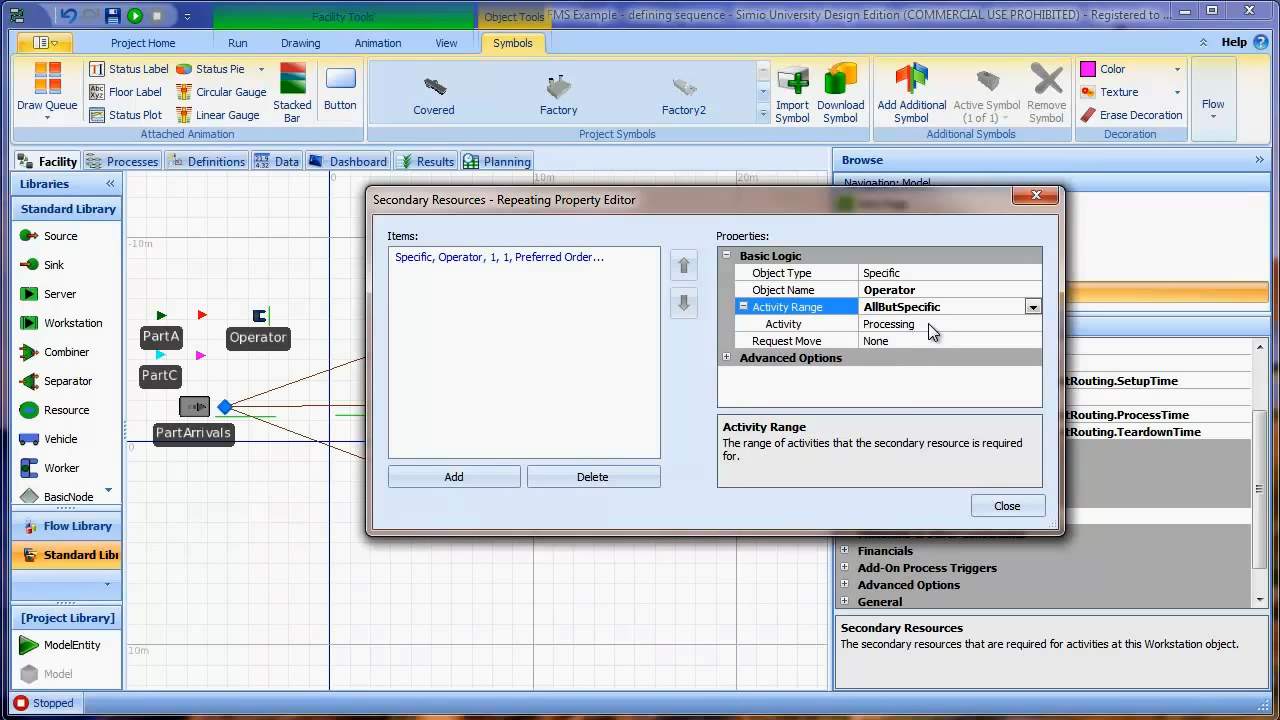 Facility Tools
Object Tools
FMS Example - defining sequence - Simio University Design Edition (COMMERCIAL USE PROHIBITED) - Registered to ...
Project Home
Run
Drawing
Animation
View
Symbols
Help
Draw Queue
Status Label
Floor Label
Status Plot
Status Pie
Circular Gauge
Linear Gauge
Stacked Bar
Button
Attached Animation
Covered
Factory
Factory2
Project Symbols
Import Symbol
Download Symbol
Add Additional Symbol
Active Symbol (1 of 1)
Remove Symbol
Additional Symbols
Color
Texture
Erase Decoration
Decoration
Flow
Facility
Processes
Definitions
Data
Dashboard
Results
Planning
Browse
Navigation: Model
Libraries
Standard Library
Source
Sink
Server
Workstation
Combiner
Separator
Resource
Vehicle
Worker
BasicNode
Flow Library
Standard Libr
[Project Library]
ModelEntity
Model
0
10m
20m
-10m
0
10m
PartA
Operator
PartC
PartArrivals
Secondary Resources - Repeating Property Editor
Items:
Specific, Operator, 1, 1, Preferred Order...
Add
Delete
Properties:
Basic Logic
Object Type Specific
Object Name Operator
Activity Range AllButSpecific
Activity Processing
Request Move None
Advanced Options
Activity Range
The range of activities that the secondary resource is required
for.
Close
tRouting.SetupTime
tRouting.ProcessTime
tRouting.TeardownTime
Financials
Add-On Process Triggers
Advanced Options
General
Secondary Resources
The secondary resources that are required for activities at this Workstation object.
Stopped